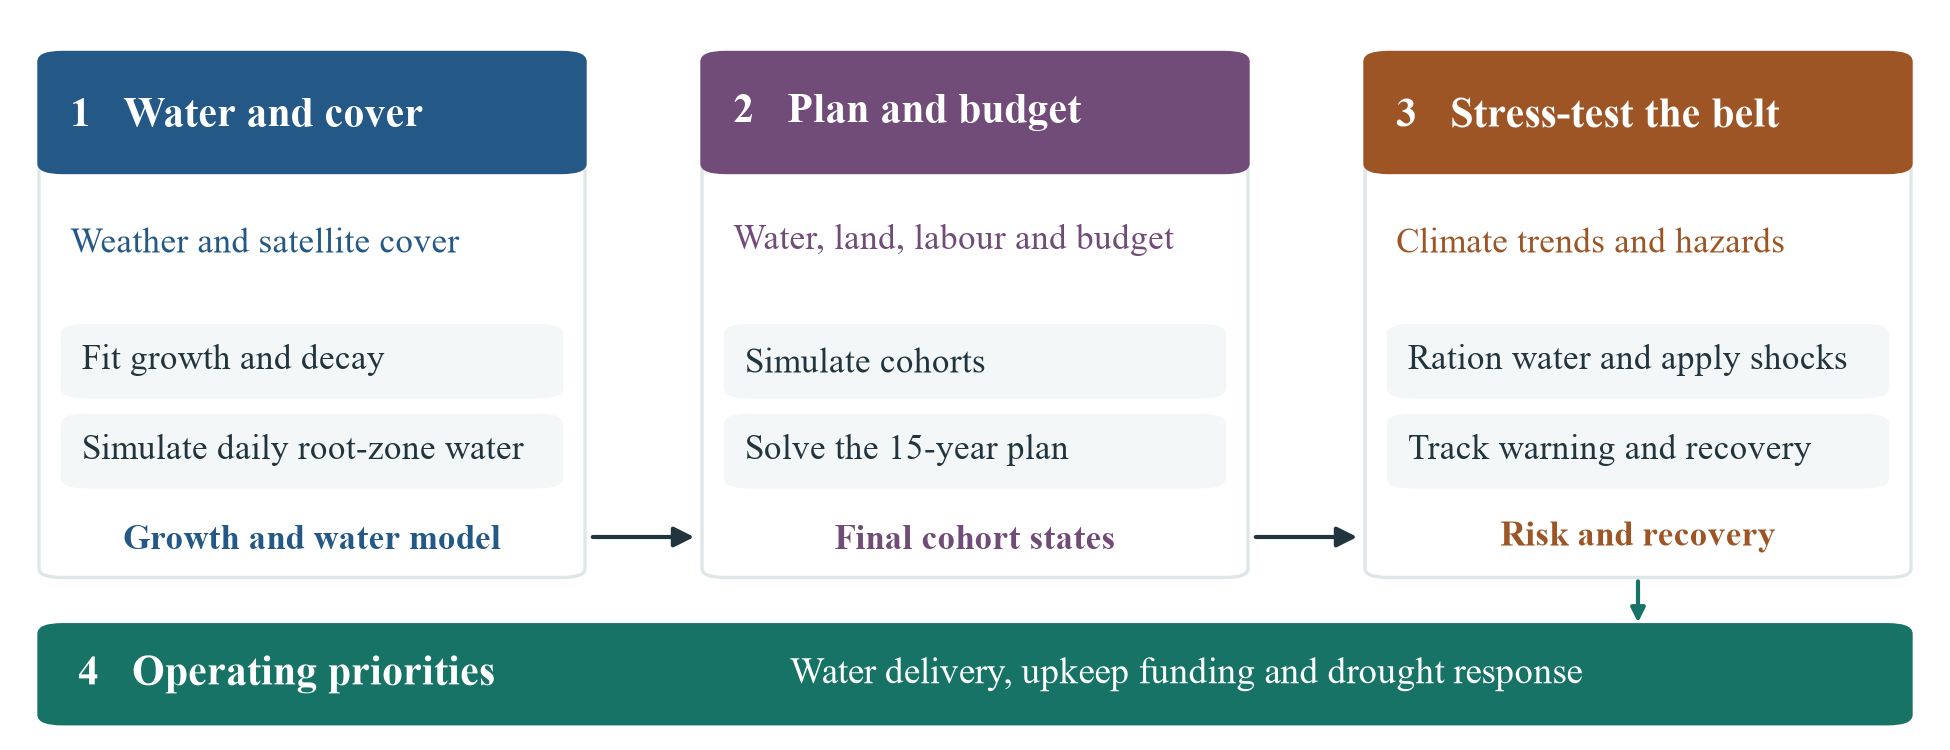 1 Water and cover
Weather and satellite cover
Fit growth and decay
Simulate daily root-zone water
Growth and water model
2 Plan and budget
Water, land, labour and budget
Simulate cohorts
Solve the 15-year plan
Final cohort states
3 Stress-test the belt
Climate trends and hazards
Ration water and apply shocks
Track warning and recovery
Risk and recovery
4 Operating priorities
Water delivery, upkeep funding and drought response